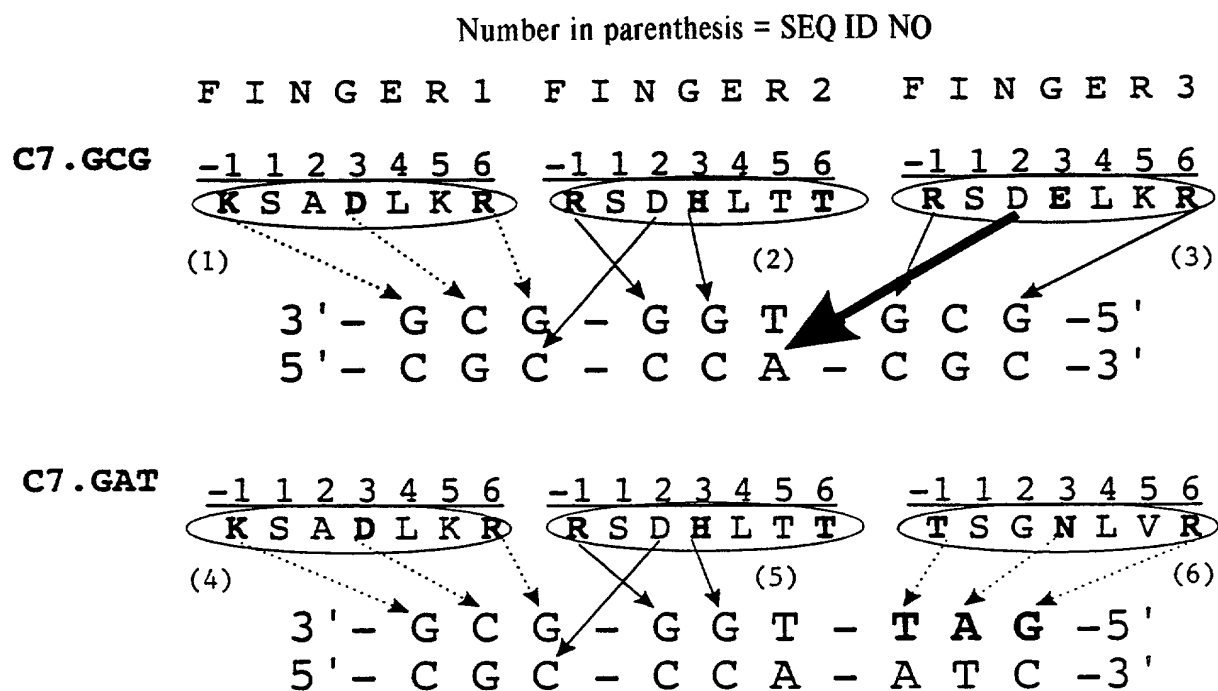 Number in parenthesis = SEQ ID NO
F I N G E R 1 F I N G E R 2 F I N G E R 3
C7.GCG
-1 1 2 3 4 5 6 -1 1 2 3 4 5 6 -1 1 2 3 4 5 6
K S A D L K R R S D H L T T R S D E L K R
(1) (2) (3)
3'- G C G - G G T G C G -5'
5'- C G C - C C A - C G C -3'
C7.GAT
-1 1 2 3 4 5 6 -1 1 2 3 4 5 6 -1 1 2 3 4 5 6
K S A D L K R R S D H L T T T S G N L V R
(4) (5) (6)
3'- G C G - G G T - T A G -5'
5'- C G C - C C A - A T C -3'